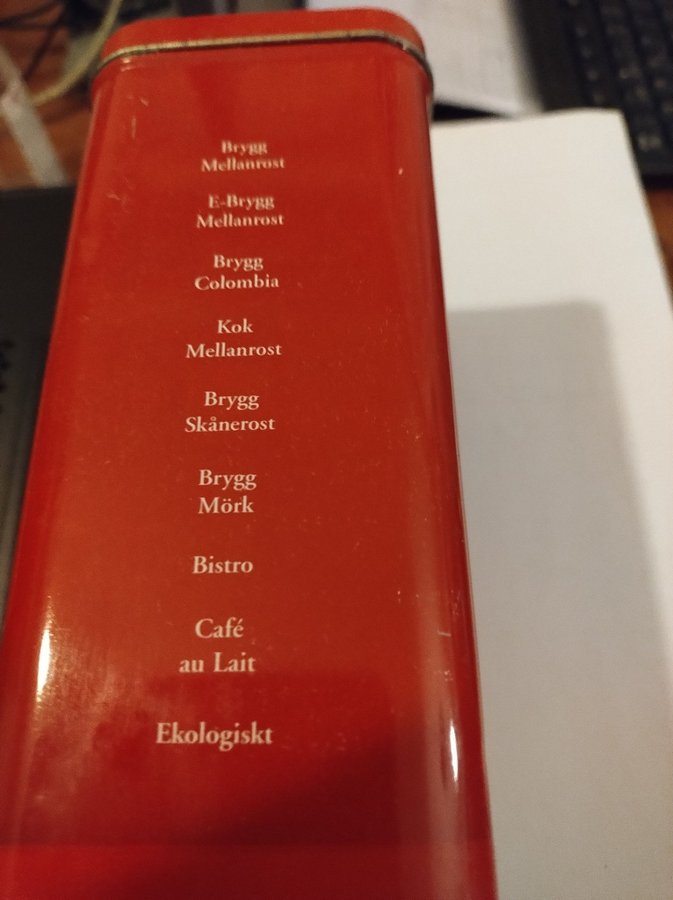 Brygg
Mellanrost
E-Brygg
Mellanrost
Brygg
Colombia
Kok
Mellanrost
Brygg
Skånerost
Brygg
Mörk
Bistro
Café
au Lait
Ekologiskt